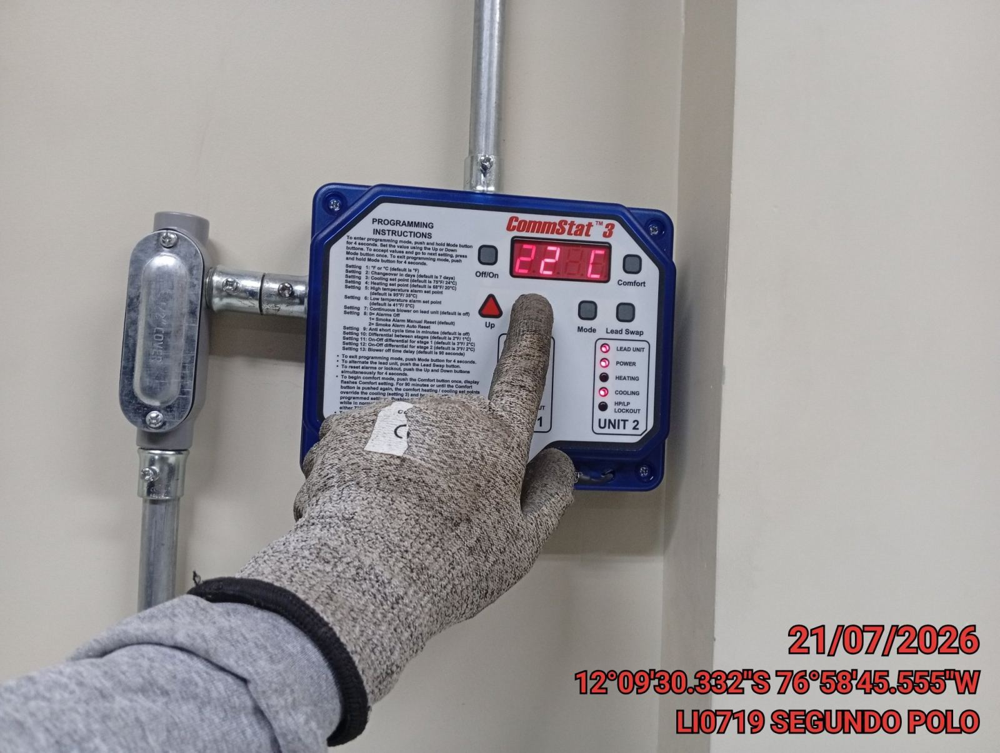 PROGRAMMING
INSTRUCTIONS
To enter programming mode, push and hold Mode button
for 4 seconds. Set the value using the Up or Down
buttons. To accept values and go to next setting, press
Mode button once. To exit programming mode, push
and hold Mode button for 4 seconds.
Setting 1: °F or °C (default is °F)
Setting 2: Changeover in days (default is 7 days)
Setting 3: Cooling set point (default is 75°F/ 24°C)
Setting 4: Heating set point (default is 68°F/ 20°C)
Setting 5: High temperature alarm set point
(default is 95°F/ 35°C)
Setting 6: Low temperature alarm set point
(default is 41°F/ 5°C)
Setting 7: Continuous blower on lead unit (default is off)
Setting 8: 0= Alarms Off
1= Smoke Alarm Manual Reset (default)
2= Smoke Alarm Auto Reset
Setting 9: Anti short cycle time in minutes (default is off)
Setting 10: Differential between stages (default is 2°F/ 1°C)
Setting 11: On-Off differential for stage 1 (default is 3°F/ 2°C)
Setting 12: On-Off differential for stage 2 (default is 3°F/ 2°C)
Setting 13: Blower off time delay (default is 90 seconds)
• To exit programming mode, push Mode button for 4 seconds.
• To alternate the lead unit, push the Lead Swap button.
• To reset alarms or lockout, push the Up and Down buttons
simultaneously for 4 seconds.
• To begin comfort mode, push the Comfort button once, display
flashes Comfort setting. For 90 minutes or until the Comfort
button is pushed again, the comfort heating / cooling set points
override the cooling (setting 3) and
programmed
while in
either
CommStat™ 3
22 C
Off/On
Comfort
Up
Mode
Lead Swap
LEAD UNIT
POWER
HEATING
COOLING
HP/LP
LOCKOUT
UNIT 2
1
LOVER
21/07/2026
12°09'30.332"S 76°58'45.555"W
LI0719 SEGUNDO POLO